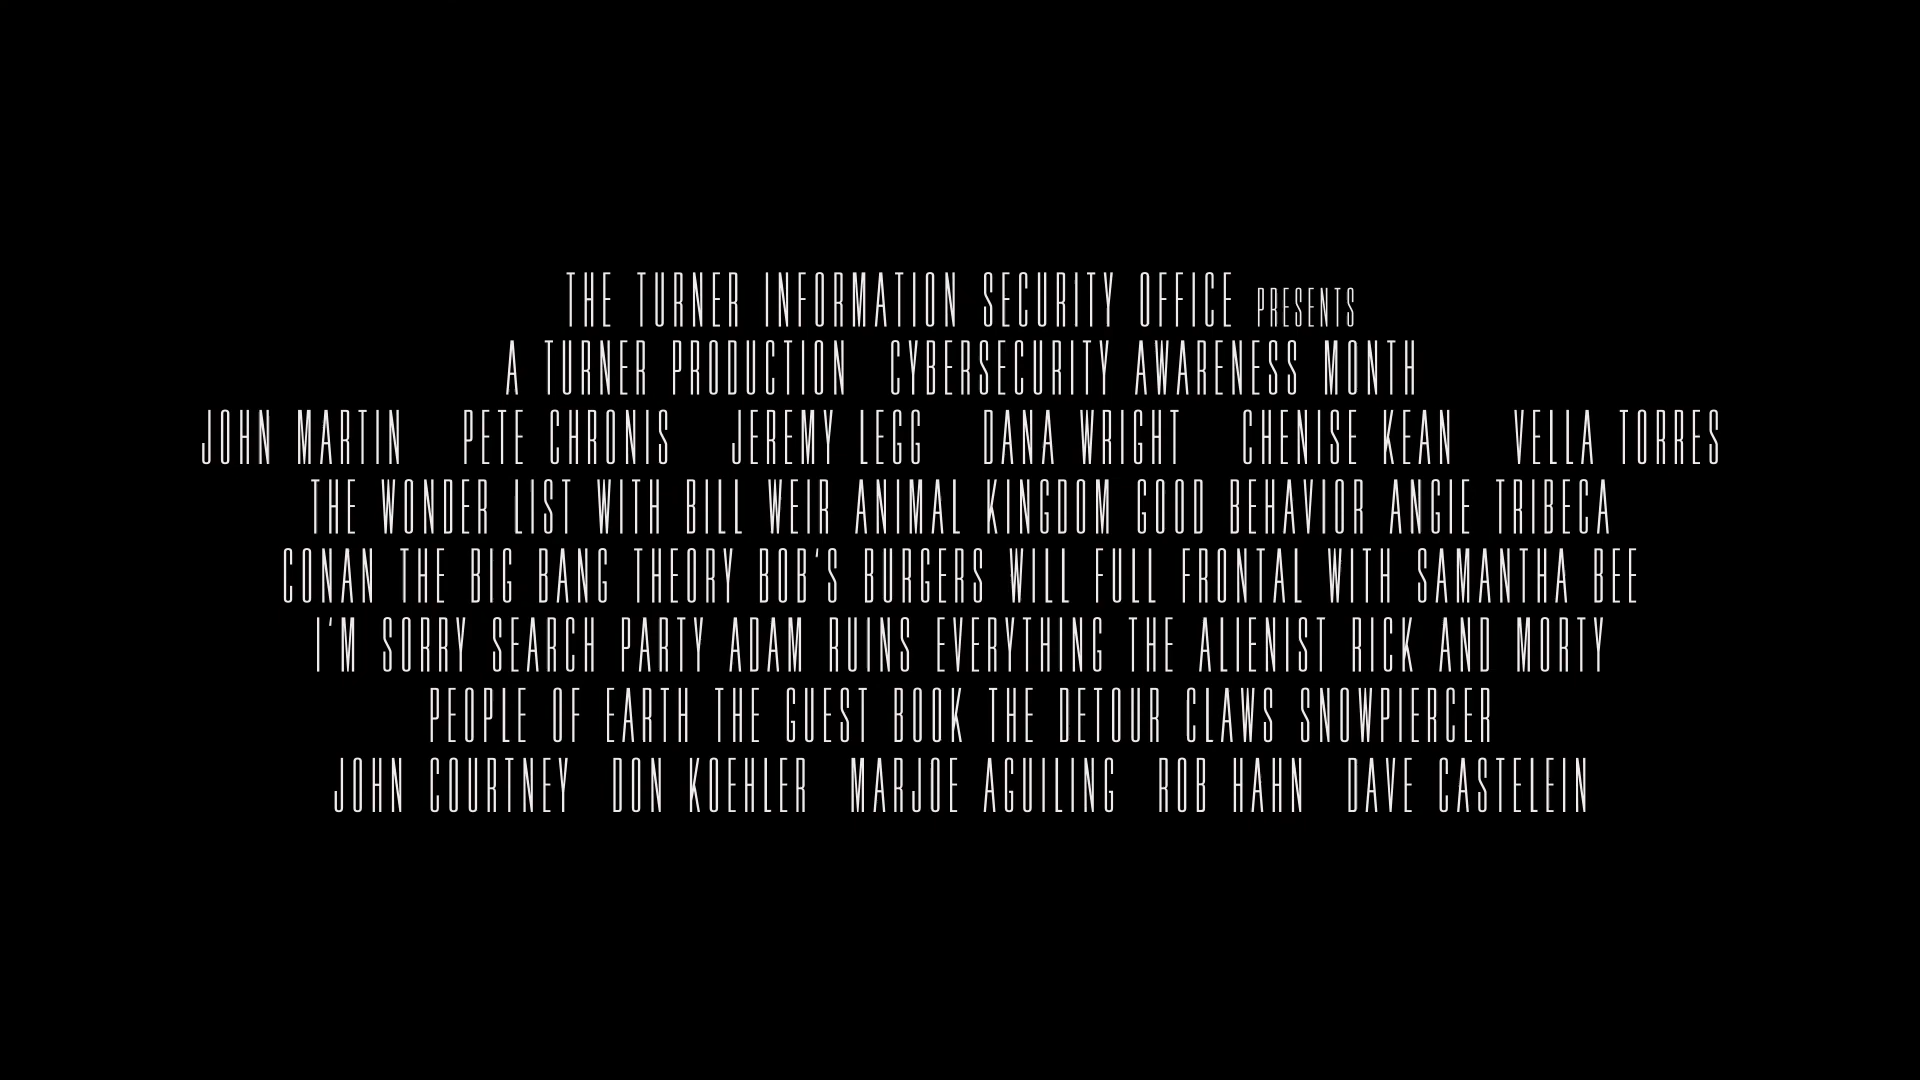 THE TURNER INFORMATION SECURITY OFFICE PRESENTS
A TURNER PRODUCTION CYBERSECURITY AWARENESS MONTH
JOHN MARTIN PETE CHRONIS JEREMY LEGG DANA WRIGHT CHENISE KEAN VELLA TORRES
THE WONDER LIST WITH BILL WEIR ANIMAL KINGDOM GOOD BEHAVIOR ANGIE TRIBECA
CONAN THE BIG BANG THEORY BOB'S BURGERS WILL FULL FRONTAL WITH SAMANTHA BEE
I'M SORRY SEARCH PARTY ADAM RUINS EVERYTHING THE ALIENIST RICK AND MORTY
PEOPLE OF EARTH THE GUEST BOOK THE DETOUR CLAWS SNOWPIERCER
JOHN COURTNEY DON KOEHLER MARJOE AGUILING ROB HAHN DAVE CASTELEIN